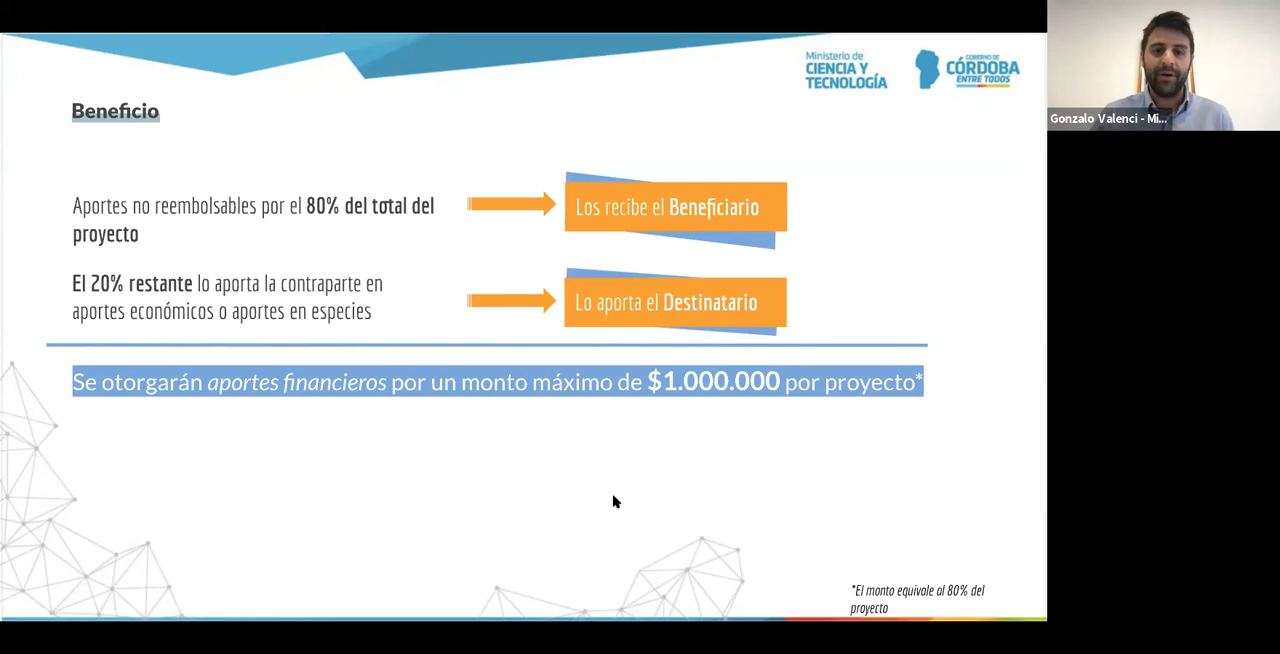 Ministerio de
CIENCIA Y
TECNOLOGÍA
GOBIERNO DE
CÓRDOBA
ENTRE TODOS
Beneficio
Aportes no reembolsables por el 80% del total del
proyecto
Los recibe el Beneficiario
El 20% restante lo aporta la contraparte en
aportes económicos o aportes en especies
Lo aporta el Destinatario
Se otorgarán aportes financieros por un monto máximo de $1.000.000 por proyecto*
*El monto equivale al 80% del
proyecto
Gonzalo Valenci - Mi...